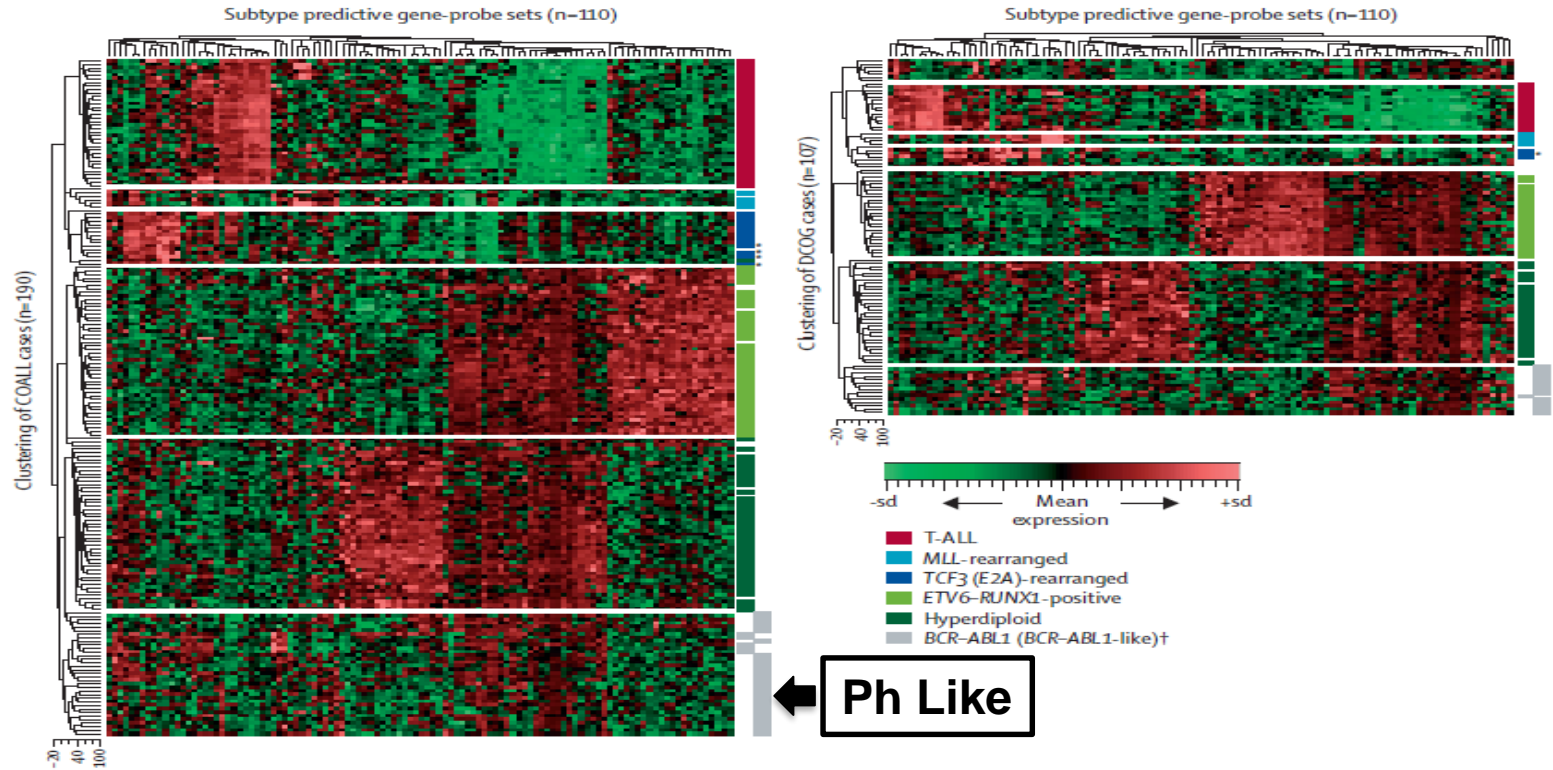 Subtype predictive gene-probe sets (n=110)
Clustering of COALL cases (n=190)
-20 40 100
Subtype predictive gene-probe sets (n=110)
Clustering of DCOG cases (n=107)
*
-20 40 100
-sd Mean +sd
expression
T-ALL
MLL-rearranged
TCF3 (E2A)-rearranged
ETV6–RUNX1-positive
Hyperdiploid
BCR–ABL1 (BCR–ABL1-like)†
Ph Like